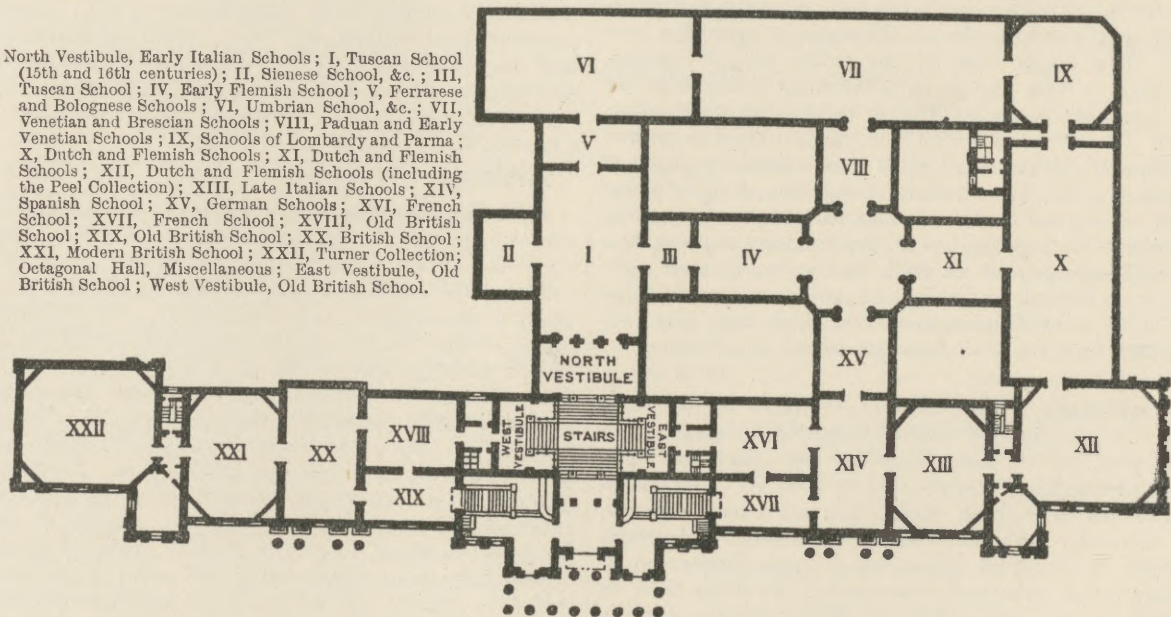 North Vestibule, Early Italian Schools; I, Tuscan School
(15th and 16th centuries); II, Sienese School, &c.; III,
Tuscan School; IV, Early Flemish School; V, Ferrarese
and Bolognese Schools; VI, Umbrian School, &c.; VII,
Venetian and Brescian Schools; VIII, Paduan and Early
Venetian Schools; IX, Schools of Lombardy and Parma;
X, Dutch and Flemish Schools; XI, Dutch and Flemish
Schools; XII, Dutch and Flemish Schools (including
the Peel Collection); XIII, Late Italian Schools; XIV,
Spanish School; XV, German Schools; XVI, French
School; XVII, French School; XVIII, Old British
School; XIX, Old British School; XX, British School;
XXI, Modern British School; XXII, Turner Collection;
Octagonal Hall, Miscellaneous; East Vestibule, Old
British School; West Vestibule, Old British School.
VI
VII
IX
V
VIII
II
I
III
IV
XI
X
NORTH
VESTIBULE
XV
XXII
XXI
XX
XVIII
WEST
VESTIBULE
STAIRS
EAST
VESTIBULE
XVI
XIV
XIII
XII
XIX
XVII